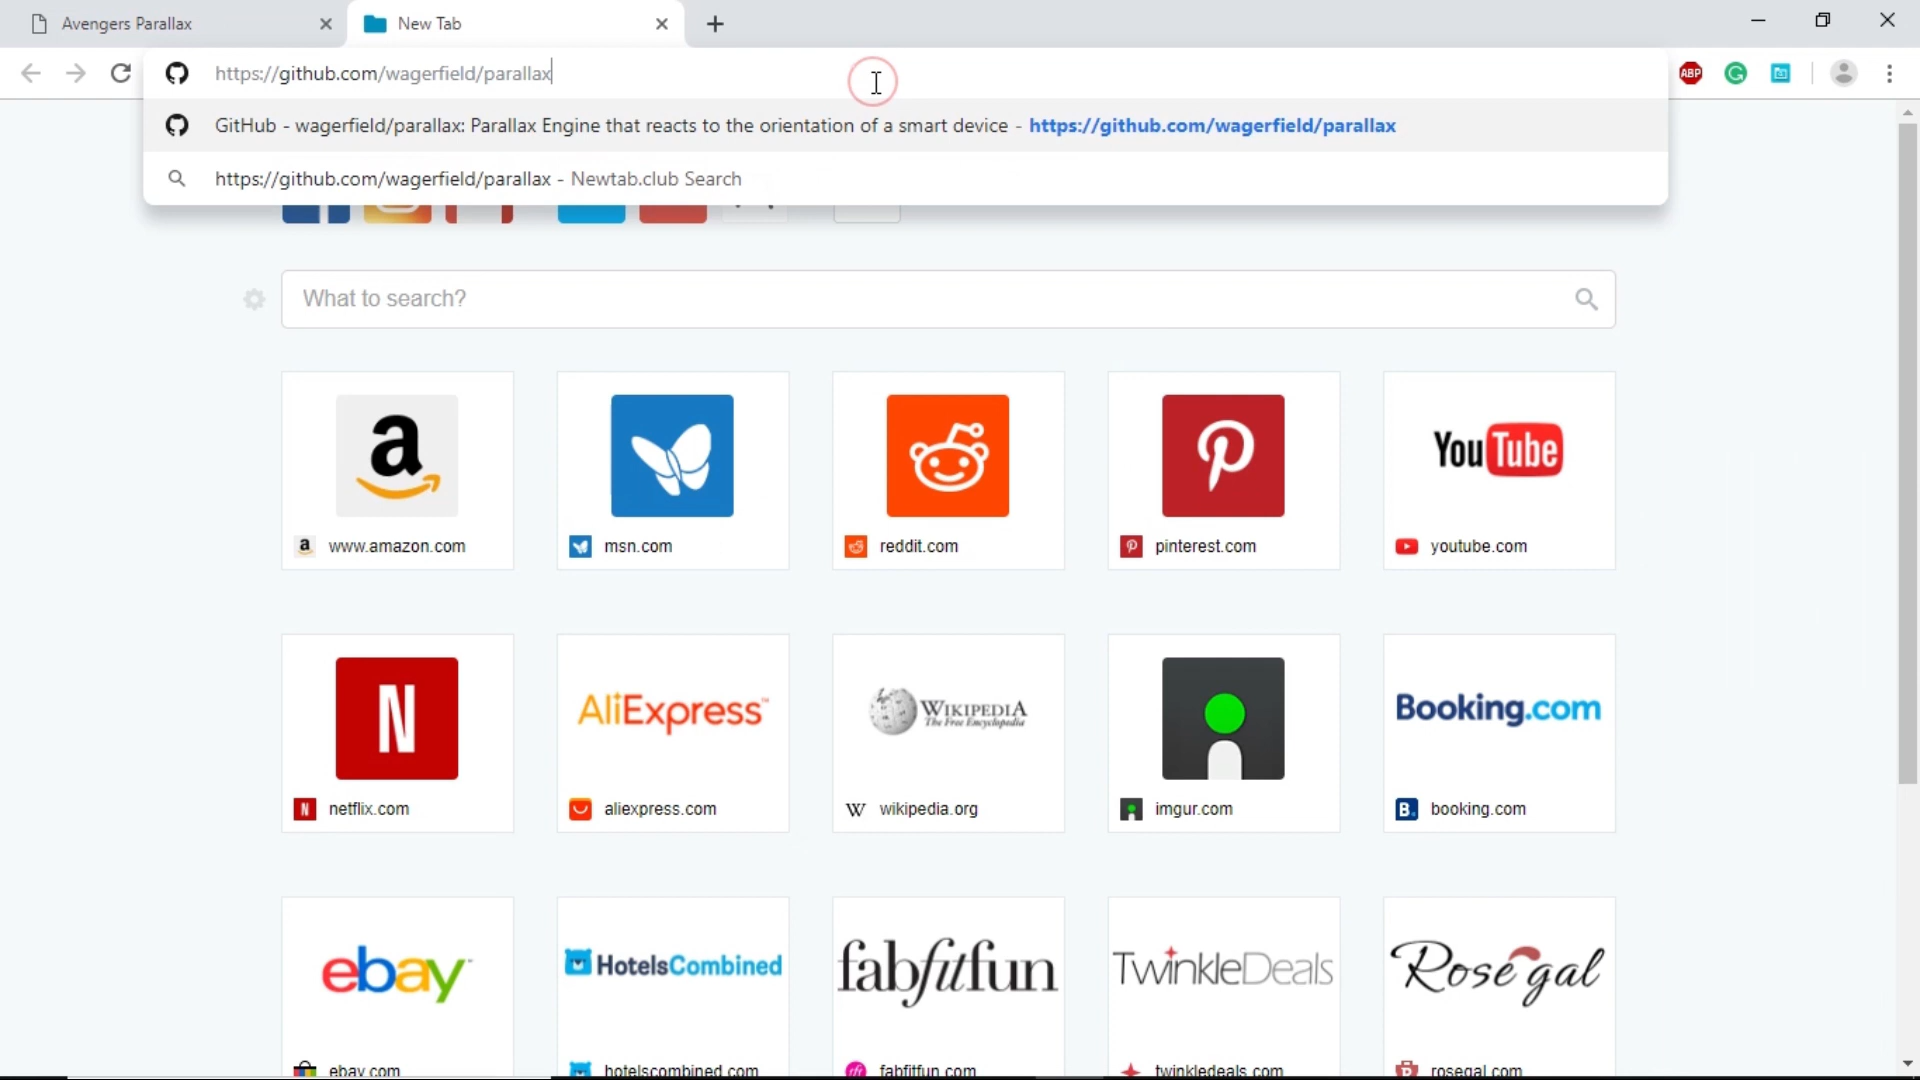 Avengers Parallax
New Tab
https://github.com/wagerfield/parallax
ABP
GitHub - wagerfield/parallax: Parallax Engine that reacts to the orientation of a smart device - https://github.com/wagerfield/parallax
https://github.com/wagerfield/parallax - Newtab.club Search
What to search?
YouTube
www.amazon.com
msn.com
reddit.com
pinterest.com
youtube.com
AliExpress™
WIKIPEDIA
The Free Encyclopedia
Booking.com
netflix.com
aliexpress.com
wikipedia.org
imgur.com
booking.com
ebay
HotelsCombined
fabfitfun
TWINKLEDEALS
Rosegal
ebay.com
hotelscombined.com
fabfitfun.com
twinkledeals.com
rosegal.com